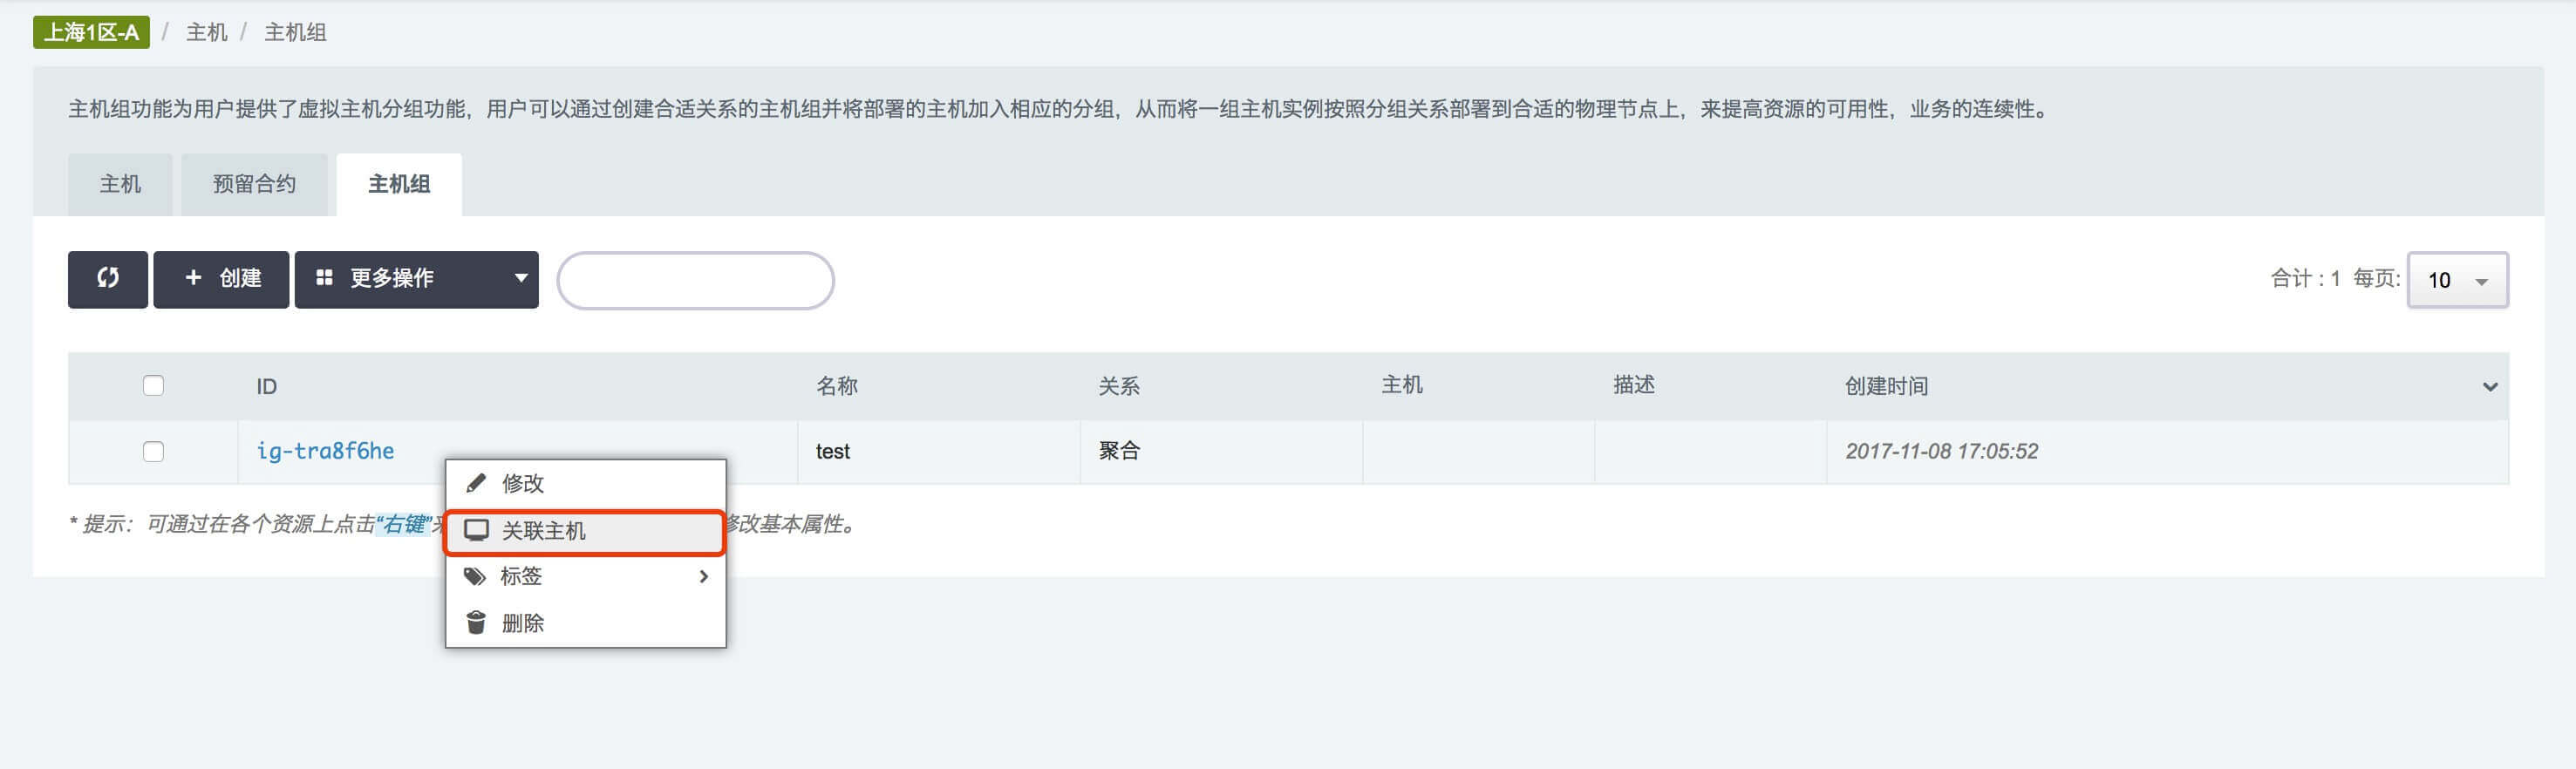 上海1区-A / 主机 / 主机组
主机组功能为用户提供了虚拟主机分组功能，用户可以通过创建合适关系的主机组并将部署的主机加入相应的分组，从而将一组主机实例按照分组关系部署到合适的物理节点上，来提高资源的可用性，业务的连续性。
主机 预留合约 主机组
+ 创建 更多操作 合计 : 1 每页: 10
ID 名称 关系 主机 描述 创建时间
ig-tra8f6he test 聚合 2017-11-08 17:05:52
修改
* 提示：可通过在各个资源上点击“右键” 改基本属性。
关联主机
标签
删除